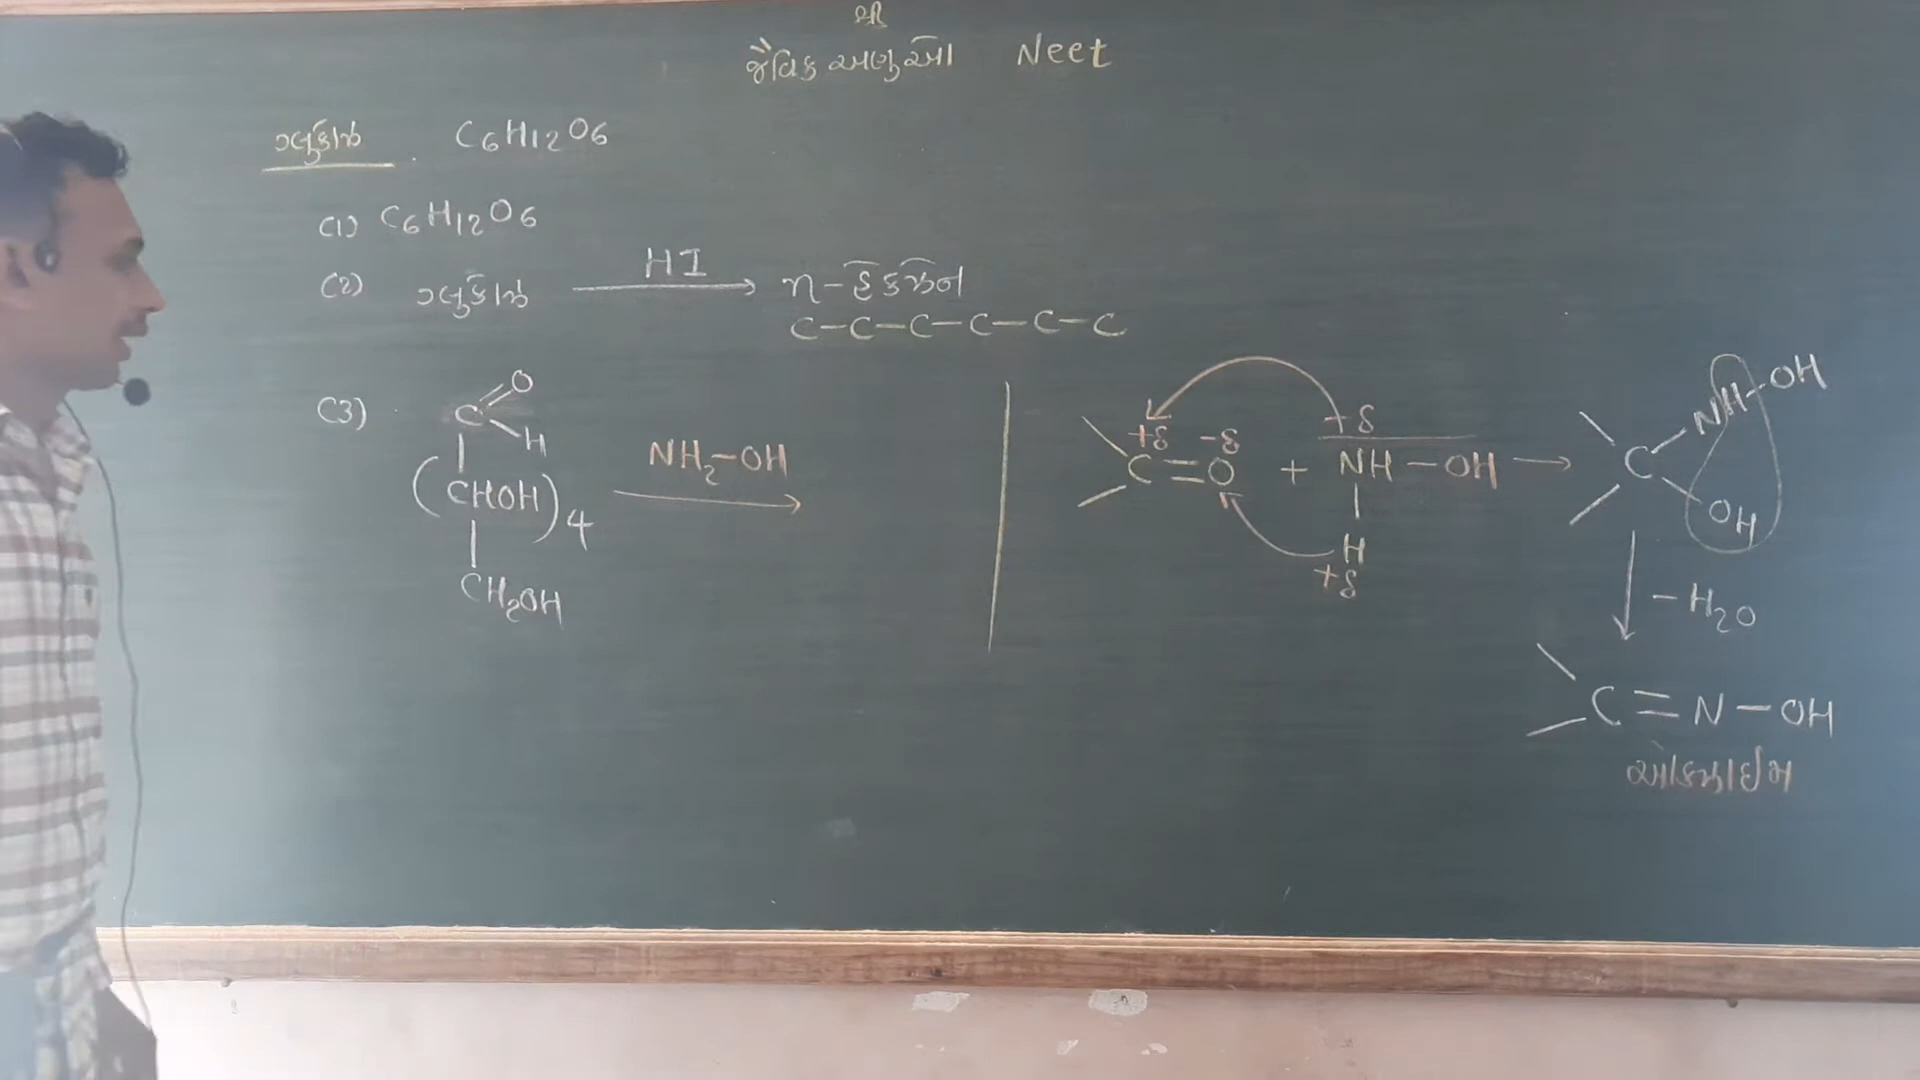 શ્રી
જૈવિક અણુઓ Neet
ગ્લુકોઝ C6H12O6
(1) C6H12O6
(2) ગ્લુકોઝ HI → n-હેક્ઝેન
C-C-C-C-C-C
(3) C=O
H
(CHOH)4
CH2OH
NH2-OH →
+δ -δ +δ
C=O + NH-OH →
H
+δ
C NH-OH
OH
↓ -H2O
C=N-OH
ઓક્ઝાઈમ